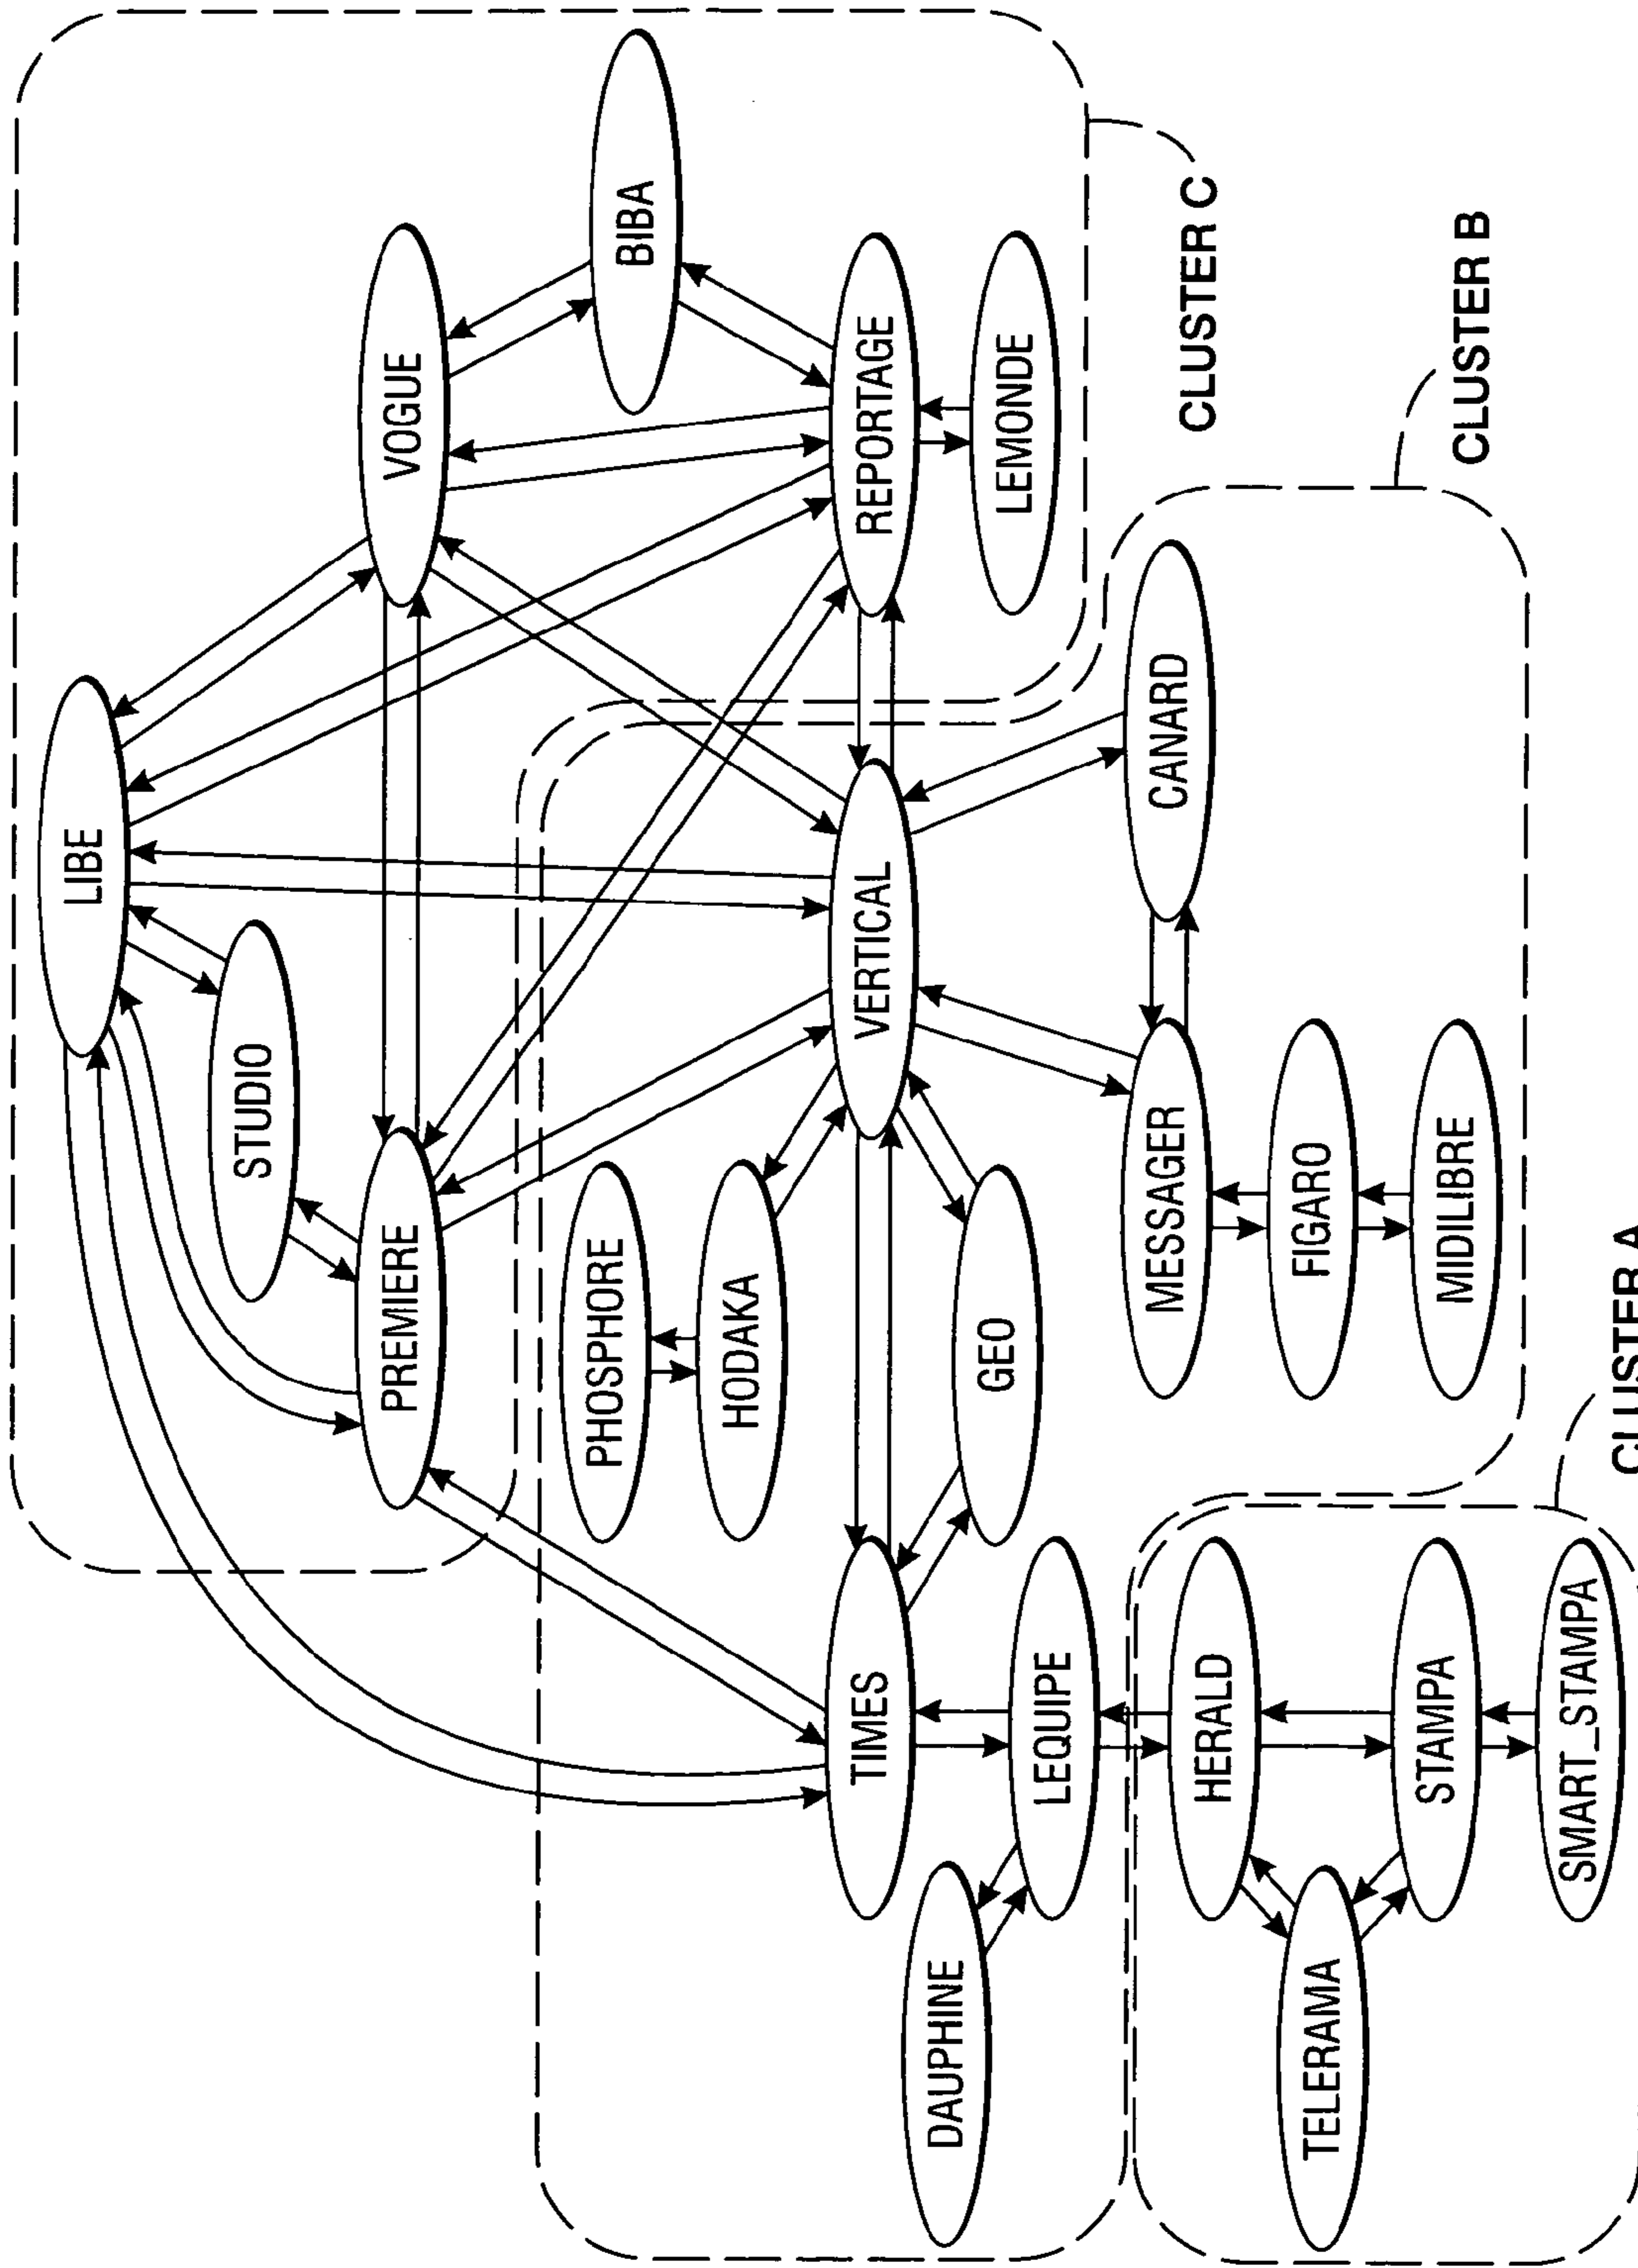 LIBE
STUDIO
VOGUE
PREMIERE
BIBA
PHOSPHORE
HODAKA
TIMES
VERTICAL
REPORTAGE
DAUPHINE
GEO
LEQUIPE
LEMONDE
MESSAGER
CANARD
CLUSTER C
HERALD
TELERAMA
FIGARO
STAMPA
MIDILIBRE
CLUSTER B
SMART_STAMPA
CLUSTER A